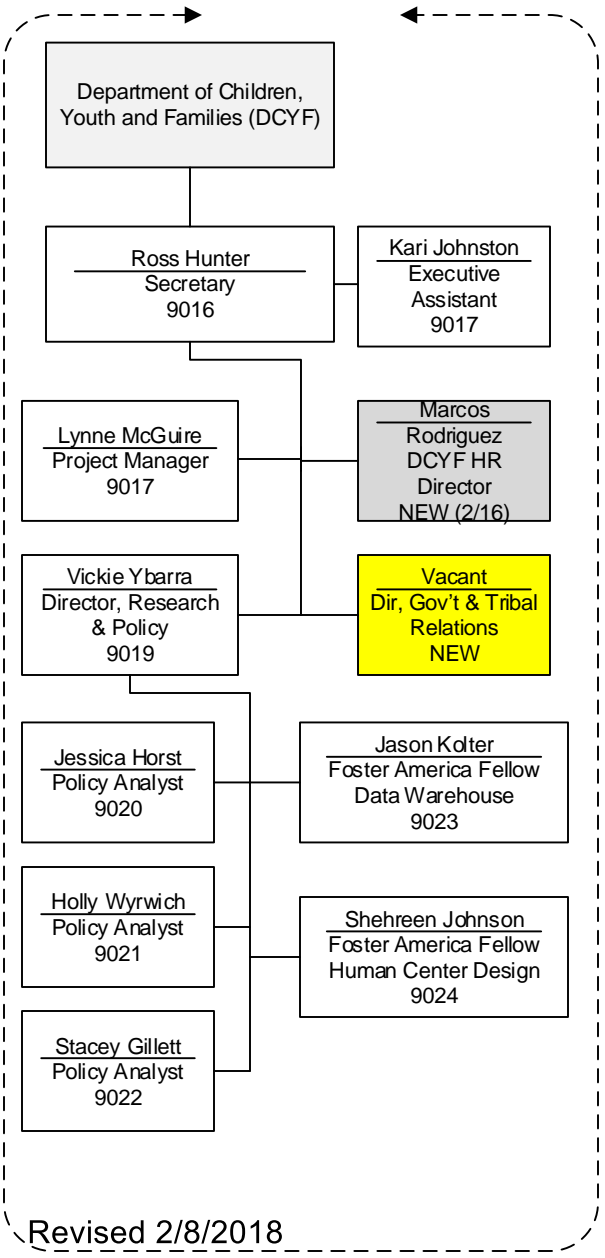 Department of Children,
Youth and Families (DCYF)
Ross Hunter
Secretary
9016
Kari Johnston
Executive
Assistant
9017
Lynne McGuire
Project Manager
9017
Marcos
Rodriguez
DCYF HR
Director
NEW (2/16)
Vickie Ybarra
Director, Research
& Policy
9019
Vacant
Dir, Gov’t & Tribal
Relations
NEW
Jessica Horst
Policy Analyst
9020
Jason Kolter
Foster America Fellow
Data Warehouse
9023
Holly Wyrwich
Policy Analyst
9021
Shehreen Johnson
Foster America Fellow
Human Center Design
9024
Stacey Gillett
Policy Analyst
9022
Revised 2/8/2018